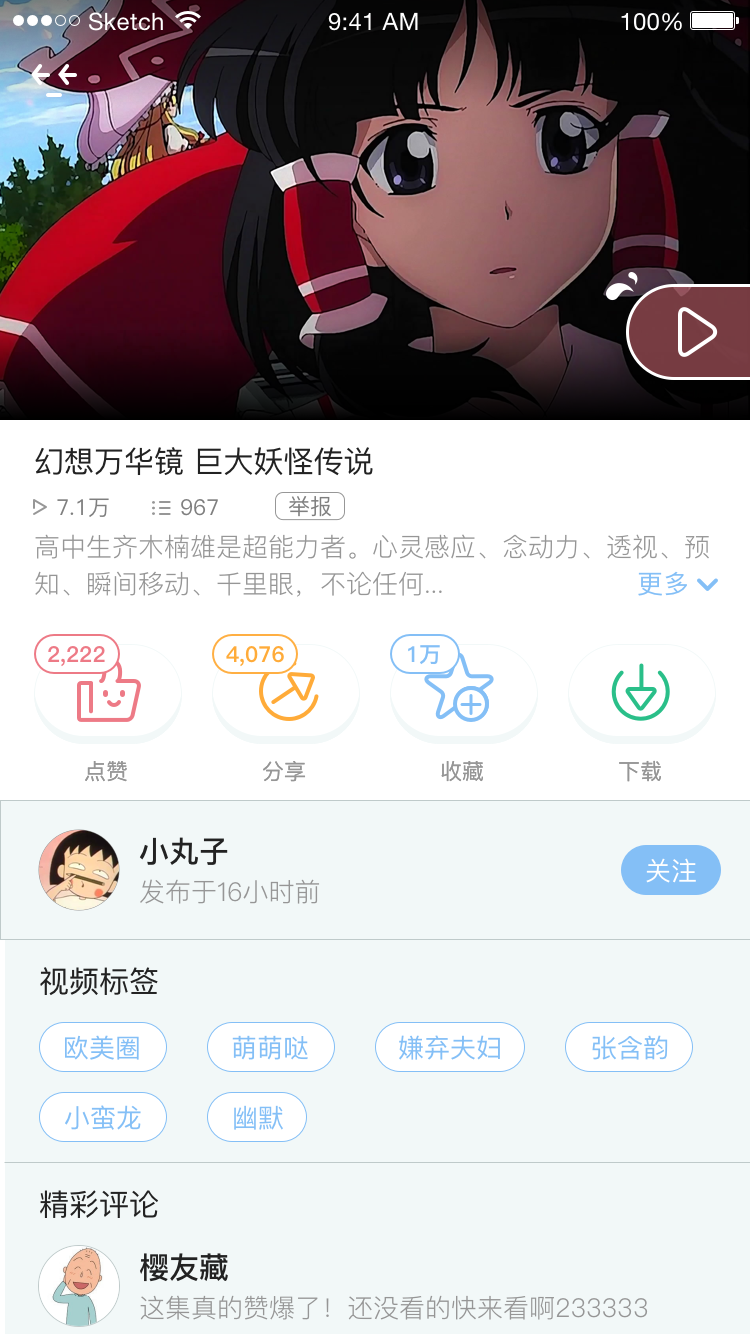 Sketch 9:41 AM 100%
幻想万华镜 巨大妖怪传说
7.1万 967 举报
高中生齐木楠雄是超能力者。心灵感应、念动力、透视、预
知、瞬间移动、千里眼，不论任何... 更多
2,222 4,076 1万
点赞 分享 收藏 下载
小丸子
发布于16小时前 关注
视频标签
欧美圈 萌萌哒 嫌弃夫妇 张含韵
小蛮龙 幽默
精彩评论
樱友藏
这集真的赞爆了！还没看的快来看啊233333